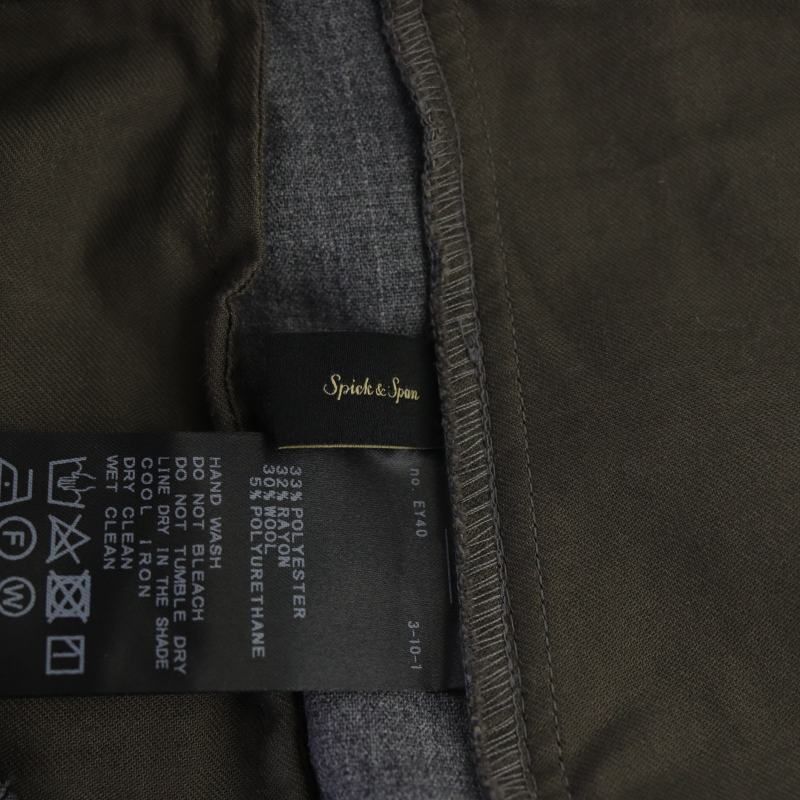 Spick & Span
no. EY40
3-10-1
33% POLYESTER
32% RAYON
30% WOOL
5% POLYURETHANE
HAND WASH
DO NOT BLEACH
DO NOT TUMBLE DRY
LINE DRY IN THE SHADE
COOL IRON
DRY CLEAN
WET CLEAN
F
W